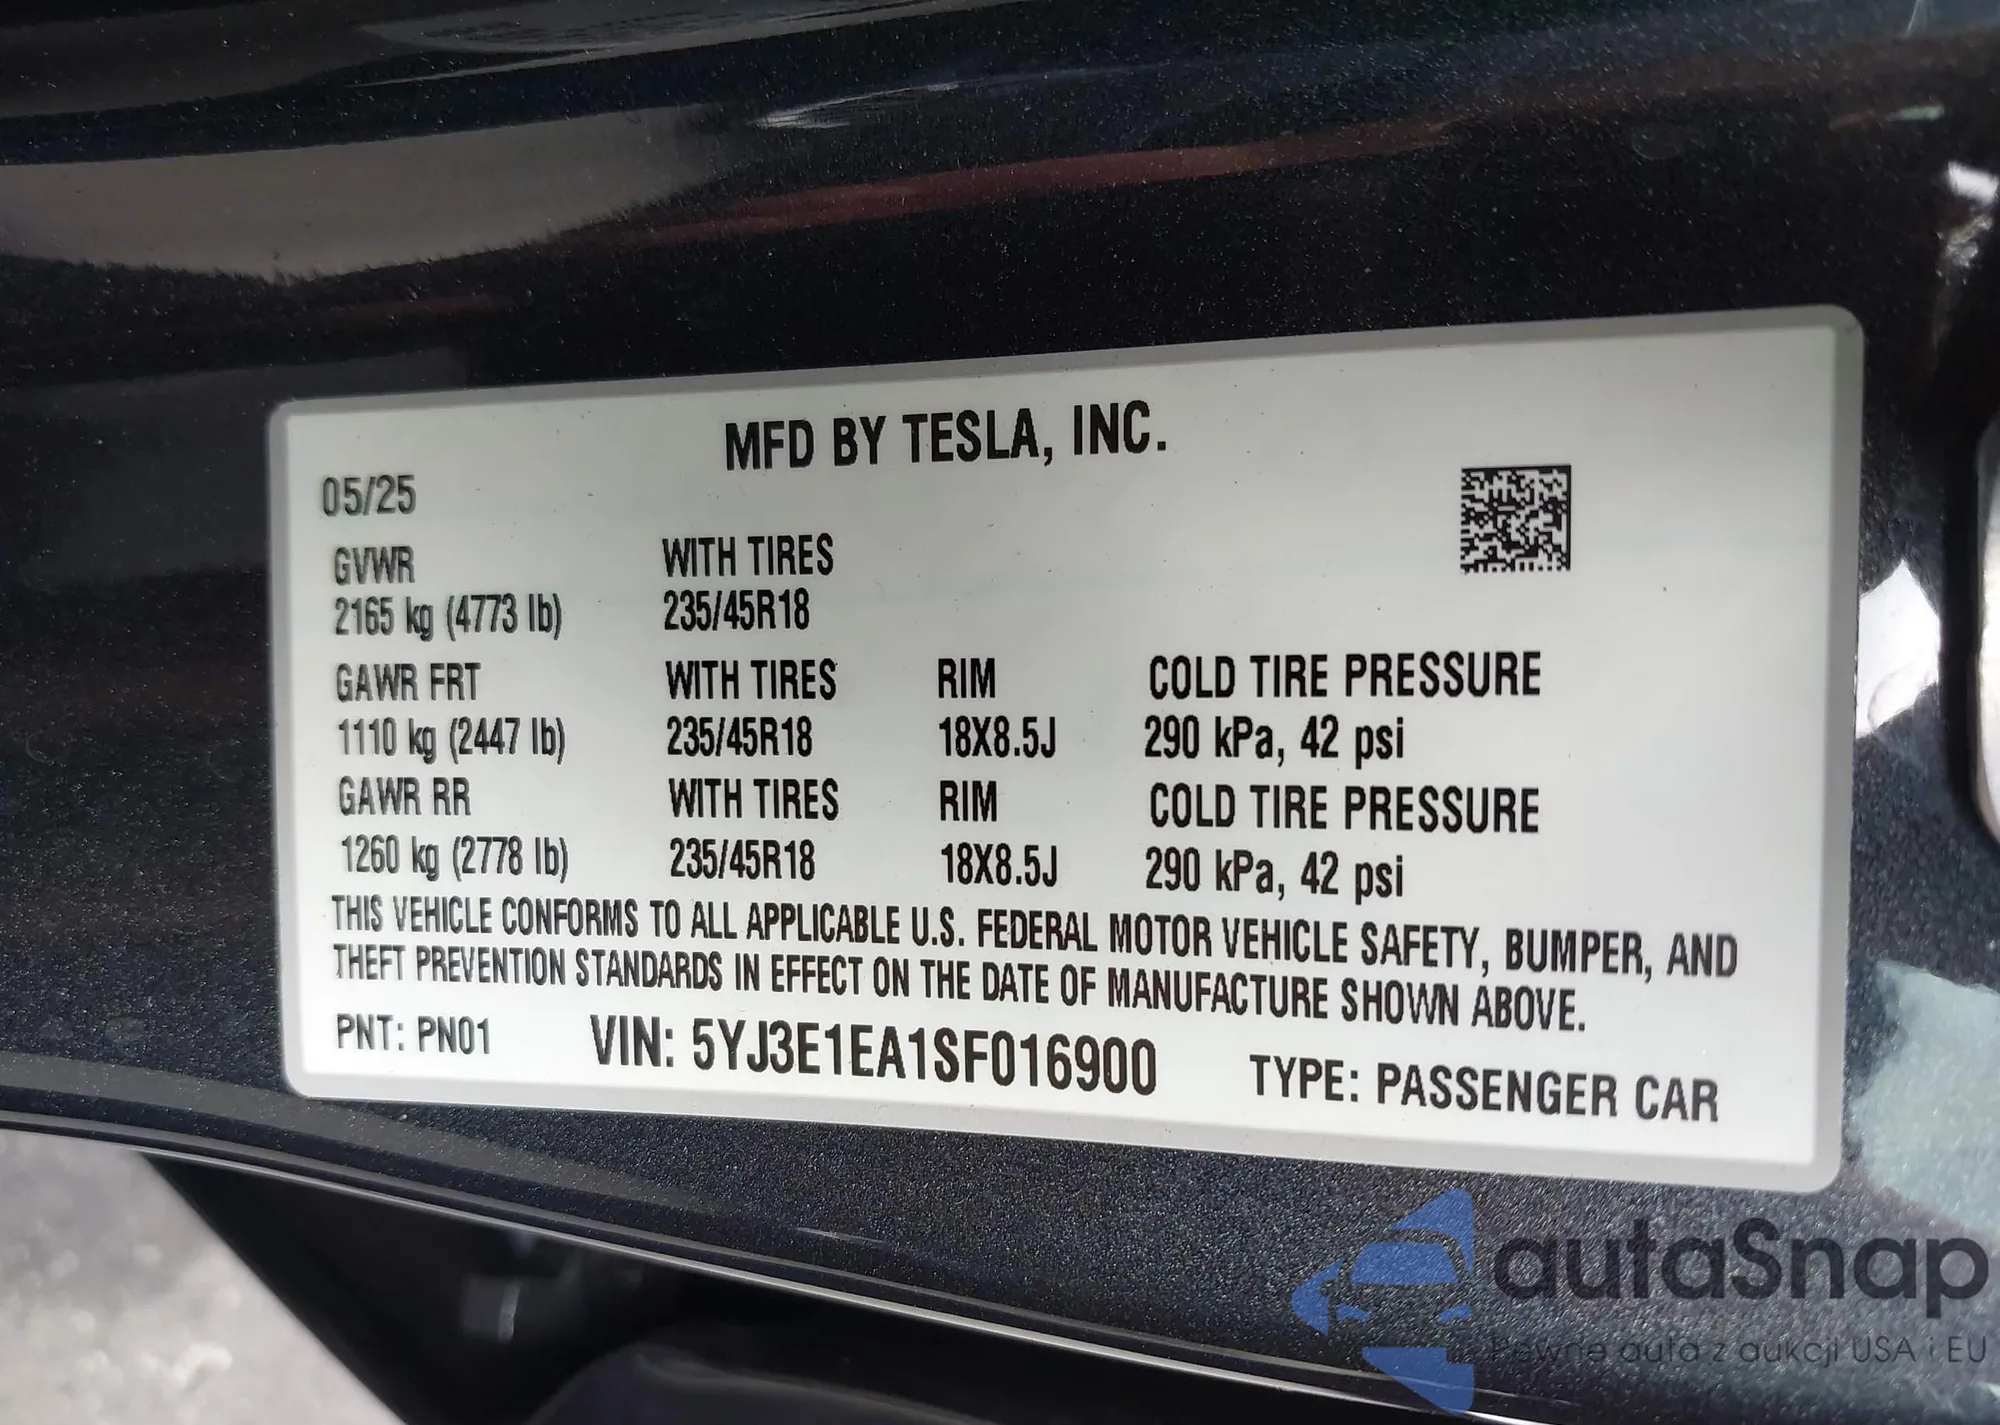 MFD BY TESLA, INC.
05/25
GVWR WITH TIRES
2165 kg (4773 lb) 235/45R18
GAWR FRT WITH TIRES RIM COLD TIRE PRESSURE
1110 kg (2447 lb) 235/45R18 18X8.5J 290 kPa, 42 psi
GAWR RR WITH TIRES RIM COLD TIRE PRESSURE
1260 kg (2778 lb) 235/45R18 18X8.5J 290 kPa, 42 psi
THIS VEHICLE CONFORMS TO ALL APPLICABLE U.S. FEDERAL MOTOR VEHICLE SAFETY, BUMPER, AND
THEFT PREVENTION STANDARDS IN EFFECT ON THE DATE OF MANUFACTURE SHOWN ABOVE.
PNT: PN01 VIN: 5YJ3E1EA1SF016900 TYPE: PASSENGER CAR
autaSnap
Pewne auta z aukcji USA i EU